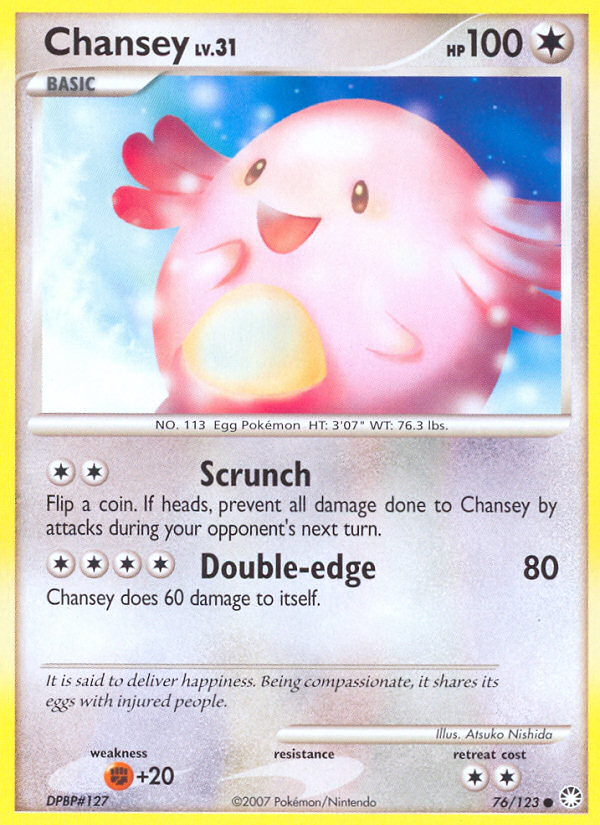 Chansey LV.31
HP 100
BASIC
NO. 113 Egg Pokémon HT: 3'07" WT: 76.3 lbs.
Scrunch
Flip a coin. If heads, prevent all damage done to Chansey by
attacks during your opponent's next turn.
Double-edge 80
Chansey does 60 damage to itself.
It is said to deliver happiness. Being compassionate, it shares its
eggs with injured people.
Illus. Atsuko Nishida
weakness resistance retreat cost
+20
DPBP#127 ©2007 Pokémon/Nintendo 76/123